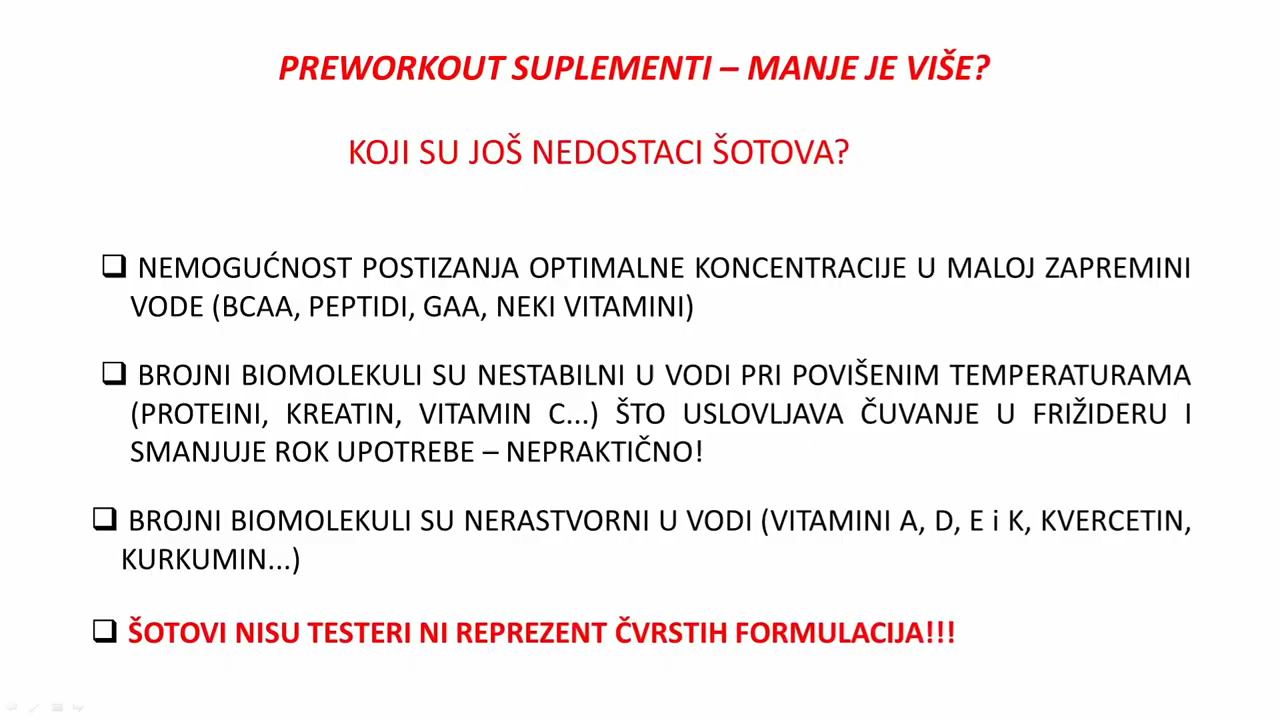 PREWORKOUT SUPLEMENTI – MANJE JE VIŠE?
KOJI SU JOŠ NEDOSTACI ŠOTOVA?
NEMOGUĆNOST POSTIZANJA OPTIMALNE KONCENTRACIJE U MALOJ ZAPREMINI
VODE (BCAA, PEPTIDI, GAA, NEKI VITAMINI)
BROJNI BIOMOLEKULI SU NESTABILNI U VODI PRI POVIŠENIM TEMPERATURAMA
(PROTEINI, KREATIN, VITAMIN C...) ŠTO USLOVLJAVA ČUVANJE U FRIŽIDERU I
SMANJUJE ROK UPOTREBE – NEPRAKTIČNO!
BROJNI BIOMOLEKULI SU NERASTVORNI U VODI (VITAMINI A, D, E i K, KVERCETIN,
KURKUMIN...)
ŠOTOVI NISU TESTERI NI REPREZENT ČVRSTIH FORMULACIJA!!!